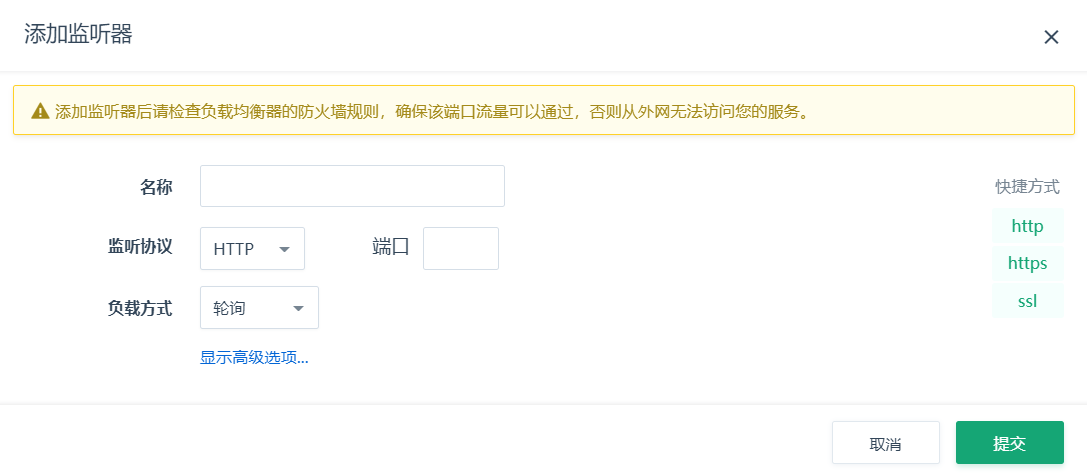 添加监听器
添加监听器后请检查负载均衡器的防火墙规则，确保该端口流量可以通过，否则从外网无法访问您的服务。
名称
监听协议 HTTP 端口
负载方式 轮询
显示高级选项...
快捷方式
http
https
ssl
取消 提交